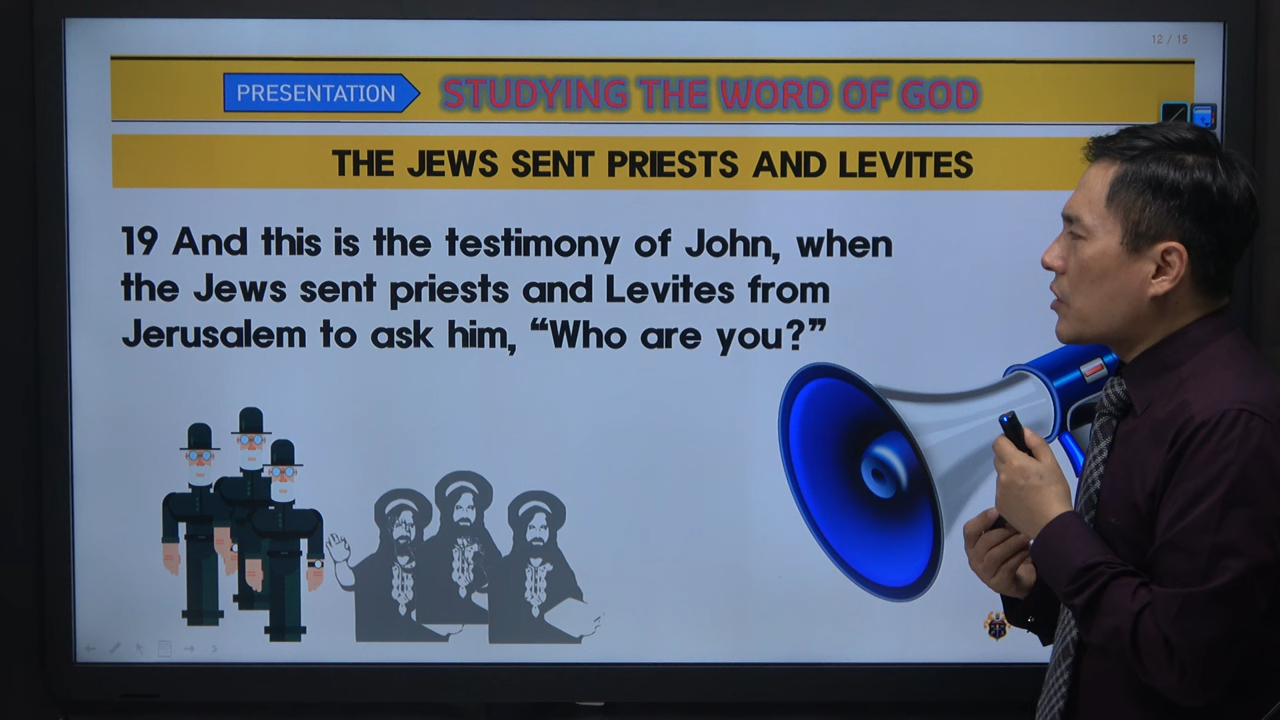 12 / 15
PRESENTATION
STUDYING THE WORD OF GOD
THE JEWS SENT PRIESTS AND LEVITES
19 And this is the testimony of John, when
the Jews sent priests and Levites from
Jerusalem to ask him, “Who are you?”